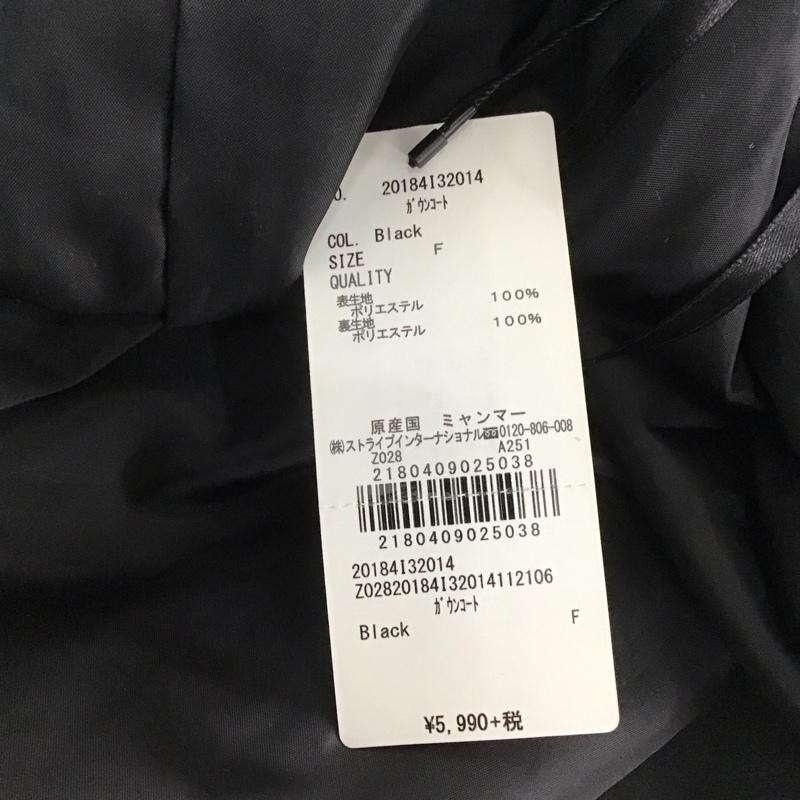 O. 20184I32014
ｶﾞｳﾝｺｰﾄ
COL. Black
SIZE F
QUALITY
表生地
ポリエステル 100%
裏生地
ポリエステル 100%
原産国 ミャンマー
㈱ストライプインターナショナル 0120-806-008
Z028 A251
2180409025038
2180409025038
20184I32014
Z02820184I32014112106
ｶﾞｳﾝｺｰﾄ
Black F
¥5,990+税